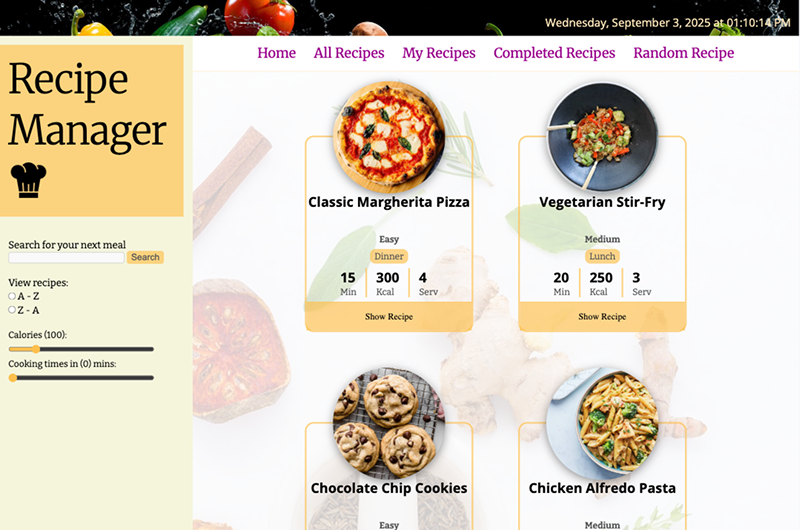 Wednesday, September 3, 2025 at 01:10:14 PM
Home All Recipes My Recipes Completed Recipes Random Recipe
Recipe
Manager
Search for your next meal
Search
View recipes:
A - Z
Z - A
Calories (100):
Cooking times in (0) mins:
Classic Margherita Pizza
Easy
Dinner
15 300 4
Min Kcal Serv
Show Recipe
Vegetarian Stir-Fry
Medium
Lunch
20 250 3
Min Kcal Serv
Show Recipe
Chocolate Chip Cookies
Easy
Chicken Alfredo Pasta
Medium